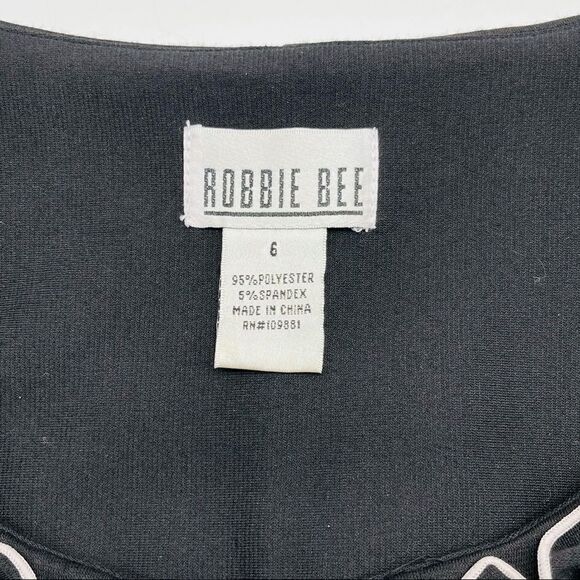 ROBBIE BEE
6
95%POLYESTER
5%SPANDEX
MADE IN CHINA
RN#109881